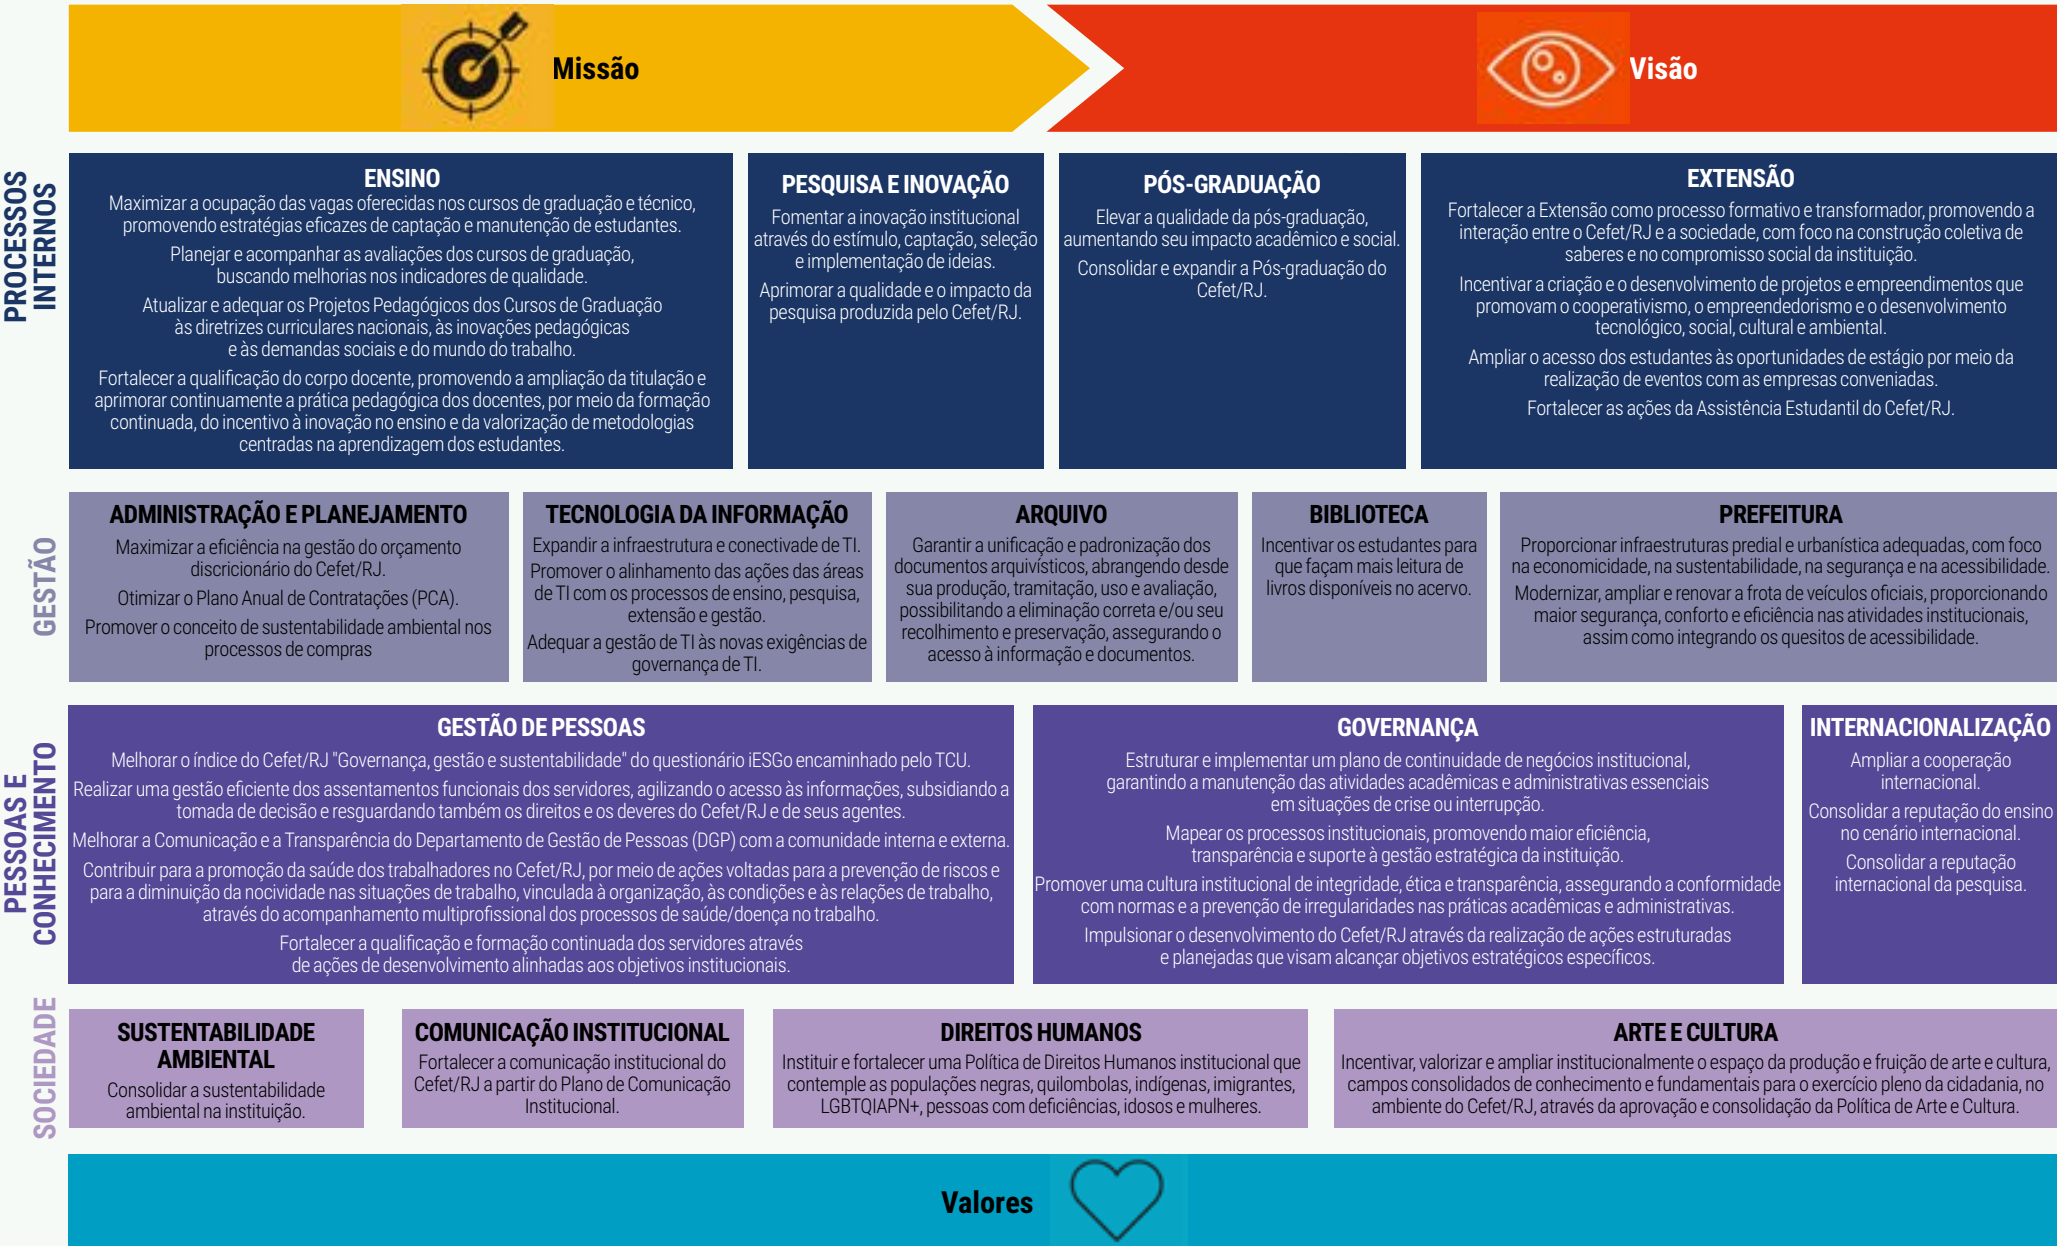 Missão
Visão
PROCESSOS
INTERNOS
ENSINO
Maximizar a ocupação das vagas oferecidas nos cursos de graduação e técnico,
promovendo estratégias eficazes de captação e manutenção de estudantes.
Planejar e acompanhar as avaliações dos cursos de graduação,
buscando melhorias nos indicadores de qualidade.
Atualizar e adequar os Projetos Pedagógicos dos Cursos de Graduação
às diretrizes curriculares nacionais, às inovações pedagógicas
e às demandas sociais e do mundo do trabalho.
Fortalecer a qualificação do corpo docente, promovendo a ampliação da titulação e
aprimorar continuamente a prática pedagógica dos docentes, por meio da formação
continuada, do incentivo à inovação no ensino e da valorização de metodologias
centradas na aprendizagem dos estudantes.
PESQUISA E INOVAÇÃO
Fomentar a inovação institucional
através do estímulo, captação, seleção
e implementação de ideias.
Aprimorar a qualidade e o impacto da
pesquisa produzida pelo Cefet/RJ.
PÓS-GRADUAÇÃO
Elevar a qualidade da pós-graduação,
aumentando seu impacto acadêmico e social.
Consolidar e expandir a Pós-graduação do
Cefet/RJ.
EXTENSÃO
Fortalecer a Extensão como processo formativo e transformador, promovendo a
interação entre o Cefet/RJ e a sociedade, com foco na construção coletiva de
saberes e no compromisso social da instituição.
Incentivar a criação e o desenvolvimento de projetos e empreendimentos que
promovam o cooperativismo, o empreendedorismo e o desenvolvimento
tecnológico, social, cultural e ambiental.
Ampliar o acesso dos estudantes às oportunidades de estágio por meio da
realização de eventos com as empresas conveniadas.
Fortalecer as ações da Assistência Estudantil do Cefet/RJ.
GESTÃO
ADMINISTRAÇÃO E PLANEJAMENTO
Maximizar a eficiência na gestão do orçamento
discricionário do Cefet/RJ.
Otimizar o Plano Anual de Contratações (PCA).
Promover o conceito de sustentabilidade ambiental nos
processos de compras
TECNOLOGIA DA INFORMAÇÃO
Expandir a infraestrutura e conectivade de TI.
Promover o alinhamento das ações das áreas
de TI com os processos de ensino, pesquisa,
extensão e gestão.
Adequar a gestão de TI às novas exigências de
governança de TI.
ARQUIVO
Garantir a unificação e padronização dos
documentos arquivísticos, abrangendo desde
sua produção, tramitação, uso e avaliação,
possibilitando a eliminação correta e/ou seu
recolhimento e preservação, assegurando o
acesso à informação e documentos.
BIBLIOTECA
Incentivar os estudantes para
que façam mais leitura de
livros disponíveis no acervo.
PREFEITURA
Proporcionar infraestruturas predial e urbanística adequadas, com foco
na economicidade, na sustentabilidade, na segurança e na acessibilidade.
Modernizar, ampliar e renovar a frota de veículos oficiais, proporcionando
maior segurança, conforto e eficiência nas atividades institucionais,
assim como integrando os quesitos de acessibilidade.
PESSOAS E
CONHECIMENTO
GESTÃO DE PESSOAS
Melhorar o índice do Cefet/RJ "Governança, gestão e sustentabilidade" do questionário iESGo encaminhado pelo TCU.
Realizar uma gestão eficiente dos assentamentos funcionais dos servidores, agilizando o acesso às informações, subsidiando a
tomada de decisão e resguardando também os direitos e os deveres do Cefet/RJ e de seus agentes.
Melhorar a Comunicação e a Transparência do Departamento de Gestão de Pessoas (DGP) com a comunidade interna e externa.
Contribuir para a promoção da saúde dos trabalhadores no Cefet/RJ, por meio de ações voltadas para a prevenção de riscos e
para a diminuição da nocividade nas situações de trabalho, vinculada à organização, às condições e às relações de trabalho,
através do acompanhamento multiprofissional dos processos de saúde/doença no trabalho.
Fortalecer a qualificação e formação continuada dos servidores através
de ações de desenvolvimento alinhadas aos objetivos institucionais.
GOVERNANÇA
Estruturar e implementar um plano de continuidade de negócios institucional,
garantindo a manutenção das atividades acadêmicas e administrativas essenciais
em situações de crise ou interrupção.
Mapear os processos institucionais, promovendo maior eficiência,
transparência e suporte à gestão estratégica da instituição.
Promover uma cultura institucional de integridade, ética e transparência, assegurando a conformidade
com normas e a prevenção de irregularidades nas práticas acadêmicas e administrativas.
Impulsionar o desenvolvimento do Cefet/RJ através da realização de ações estruturadas
e planejadas que visam alcançar objetivos estratégicos específicos.
INTERNACIONALIZAÇÃO
Ampliar a cooperação
internacional.
Consolidar a reputação do ensino
no cenário internacional.
Consolidar a reputação
internacional da pesquisa.
SOCIEDADE
SUSTENTABILIDADE
AMBIENTAL
Consolidar a sustentabilidade
ambiental na instituição.
COMUNICAÇÃO INSTITUCIONAL
Fortalecer a comunicação institucional do
Cefet/RJ a partir do Plano de Comunicação
Institucional.
DIREITOS HUMANOS
Instituir e fortalecer uma Política de Direitos Humanos institucional que
contemple as populações negras, quilombolas, indígenas, imigrantes,
LGBTQIAPN+, pessoas com deficiências, idosos e mulheres.
ARTE E CULTURA
Incentivar, valorizar e ampliar institucionalmente o espaço da produção e fruição de arte e cultura,
campos consolidados de conhecimento e fundamentais para o exercício pleno da cidadania, no
ambiente do Cefet/RJ, através da aprovação e consolidação da Política de Arte e Cultura.
Valores